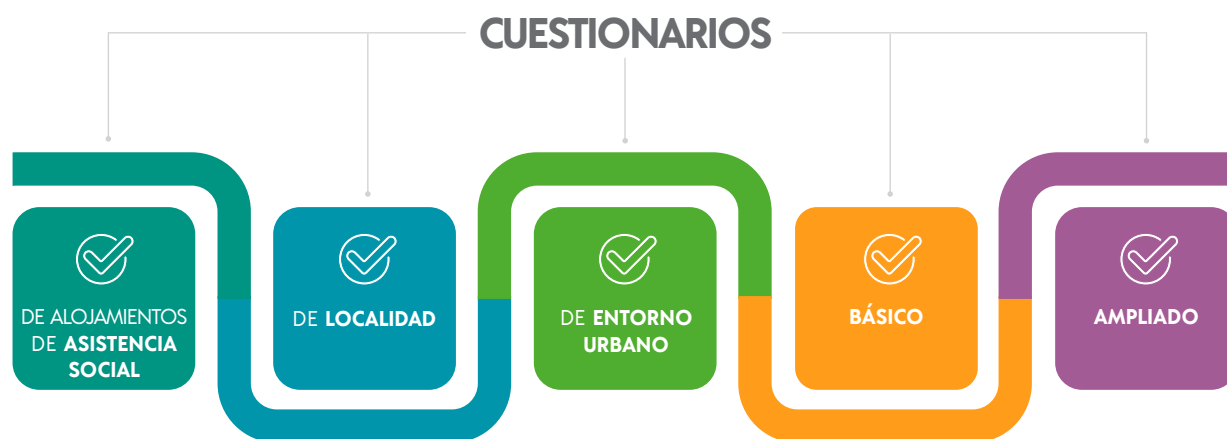 CUESTIONARIOS
DE ALOJAMIENTOS
DE ASISTENCIA
SOCIAL
DE LOCALIDAD
DE ENTORNO
URBANO
BÁSICO
AMPLIADO